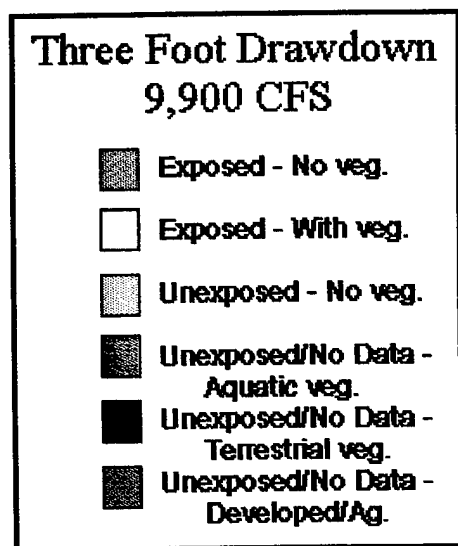 Three Foot Drawdown
9,900 CFS
Exposed - No veg.
Exposed - With veg.
Unexposed - No veg.
Unexposed/No Data -
Aquatic veg.
Unexposed/No Data -
Terrestrial veg.
Unexposed/No Data -
Developed/Ag.